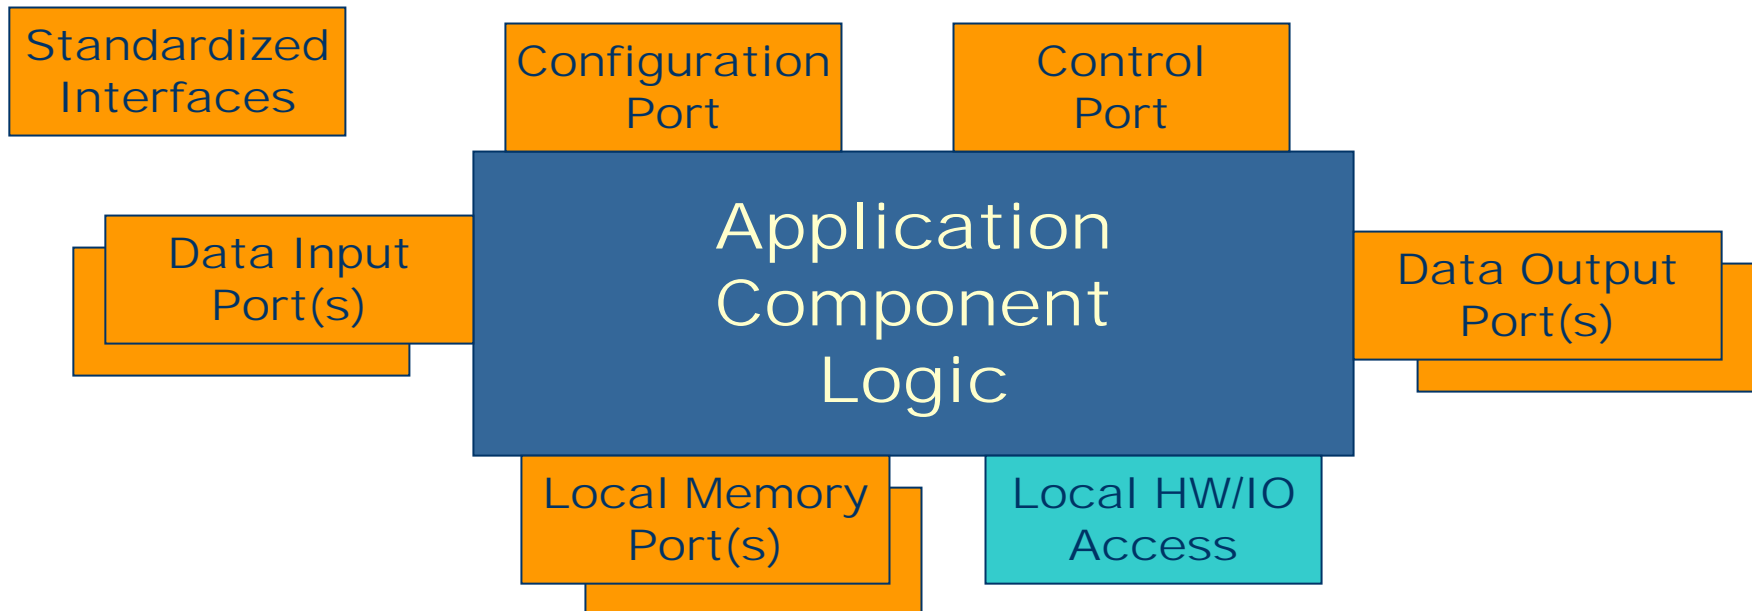 Standardized
Interfaces
Configuration
Port
Control
Port
Data Input
Port(s)
Application
Component
Logic
Data Output
Port(s)
Local Memory
Port(s)
Local HW/IO
Access